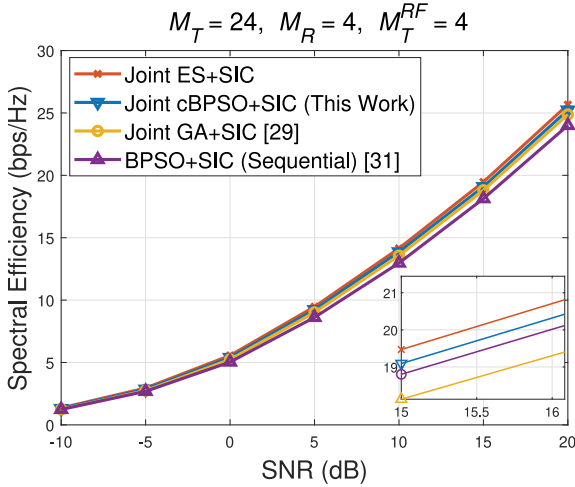 M_T = 24, M_R = 4, M_T^{RF} = 4
Spectral Efficiency (bps/Hz)
30
25
20
15
10
5
0
Joint ES+SIC
Joint cBPSO+SIC (This Work)
Joint GA+SIC [29]
BPSO+SIC (Sequential) [31]
21
20
19
15
15.5
16
-10
-5
0
5
10
15
20
SNR (dB)